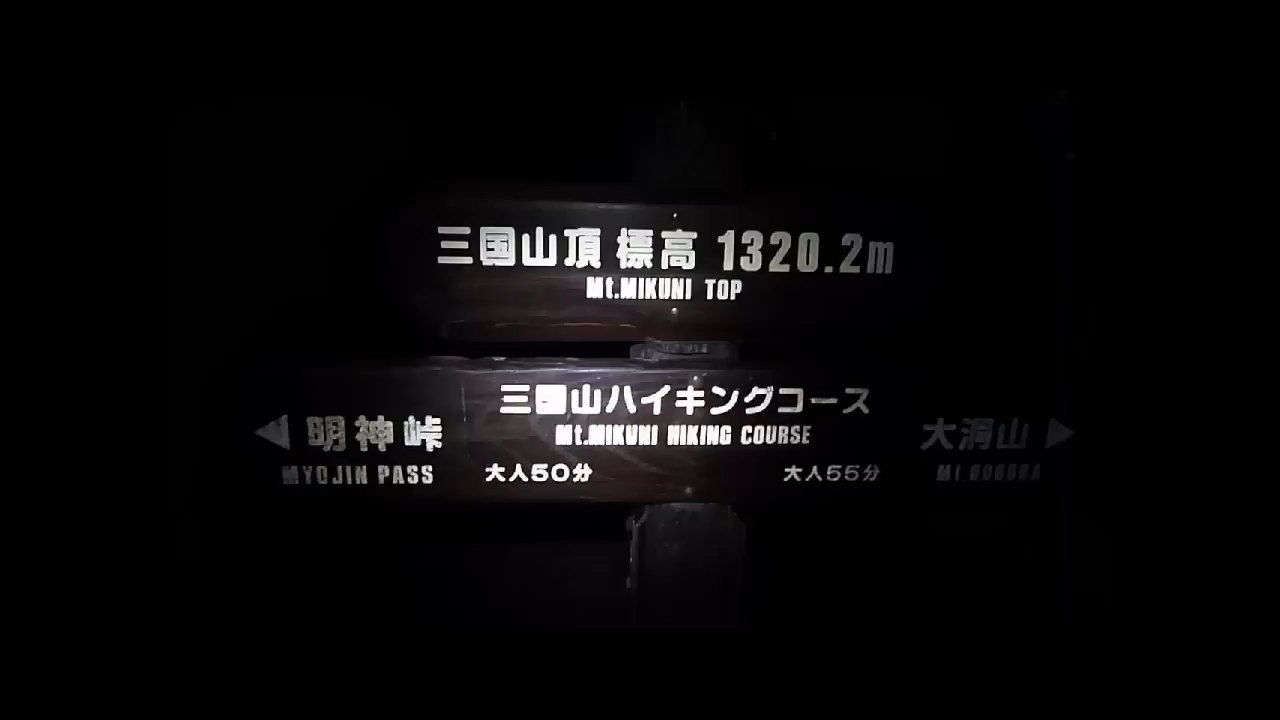 三国山頂 標高 1320.2m
Mt.MIKUNI TOP
三国山ハイキングコース
Mt.MIKUNI HIKING COURSE
◀ 明神峠
MYOJIN PASS
大人50分
大人55分
大洞山 ▶